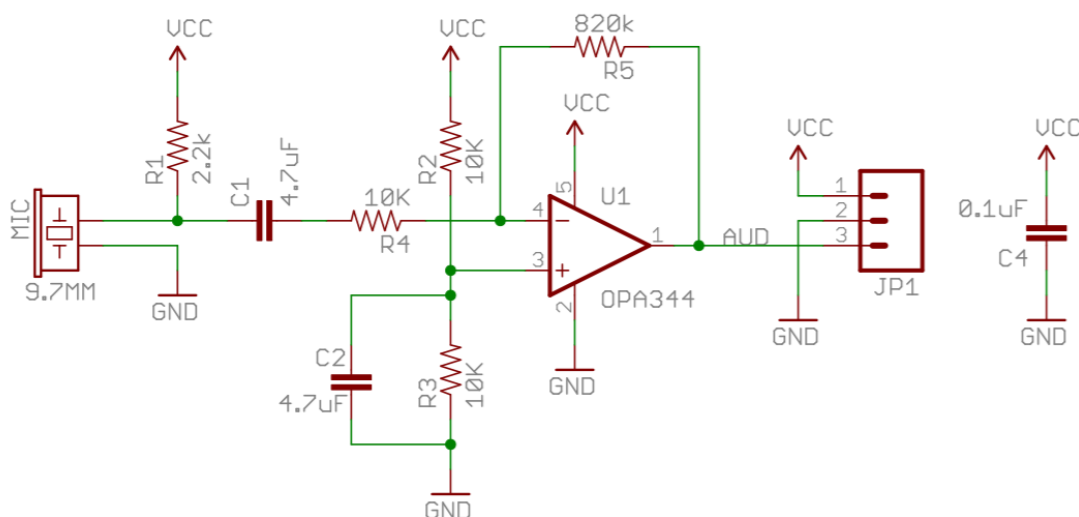 VCC
R1
2.2k
MIC
9.7MM
GND
C1
4.7uF
10K
R4
VCC
R2
10K
820k
R5
VCC
5
U1
4
3
1
2
OPA344
GND
C2
4.7uF
R3
10K
GND
AUD
VCC
1
2
3
JP1
GND
VCC
0.1uF
C4
GND